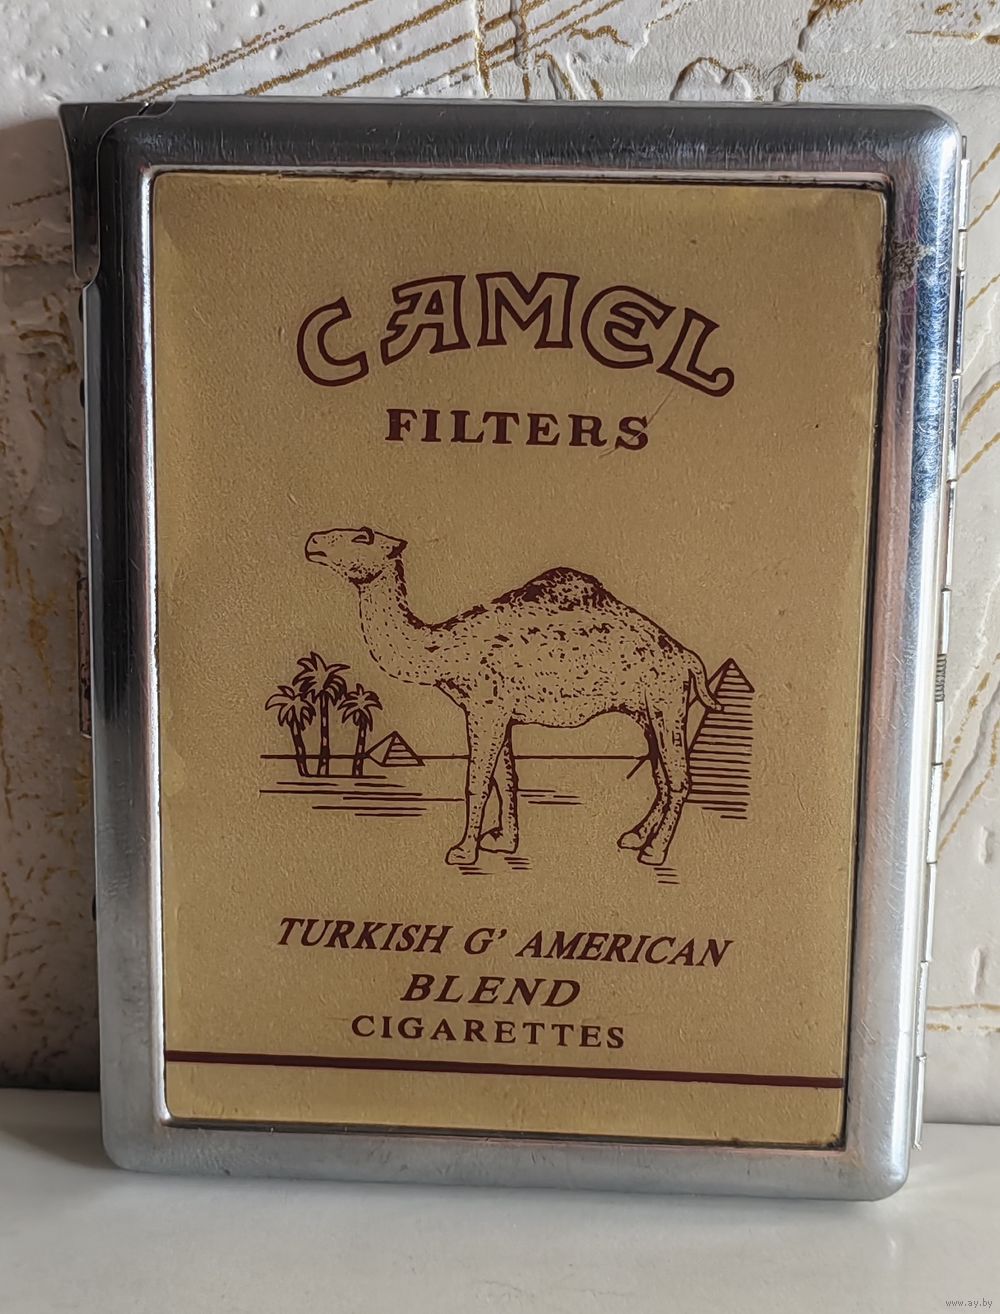 CAMEL
FILTERS
TURKISH G' AMERICAN
BLEND
CIGARETTES
www.ay.by